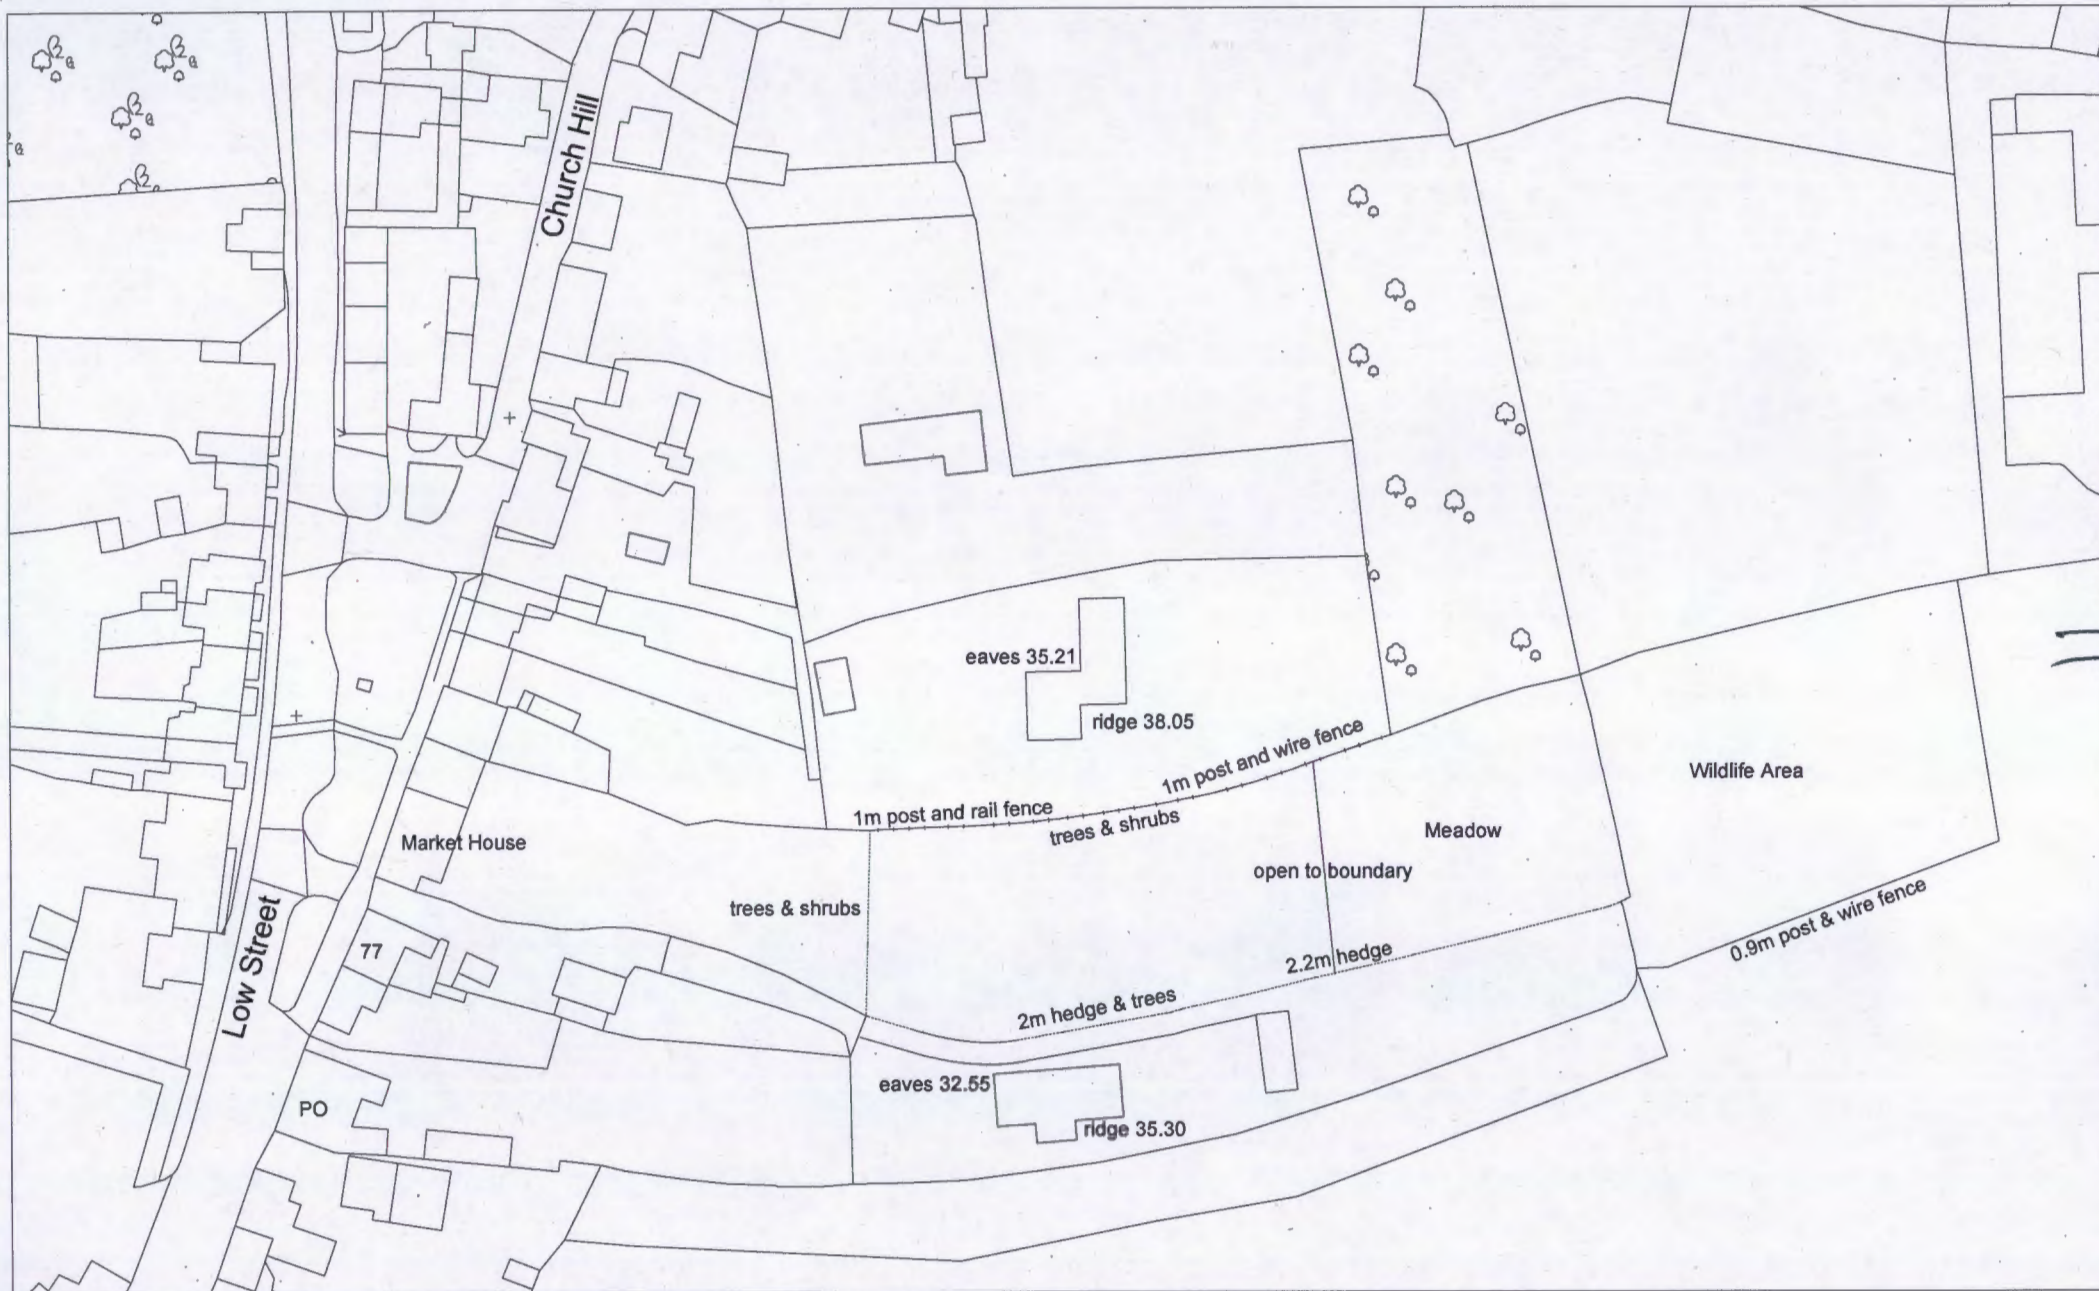 Church Hill
eaves 35.21
ridge 38.05
1m post and wire fence
Wildlife Area
1m post and rail fence
trees & shrubs
Meadow
Market House
open to boundary
trees & shrubs
0.9m post & wire fence
77
2.2m hedge
Low Street
2m hedge & trees
eaves 32.55
PO
ridge 35.30